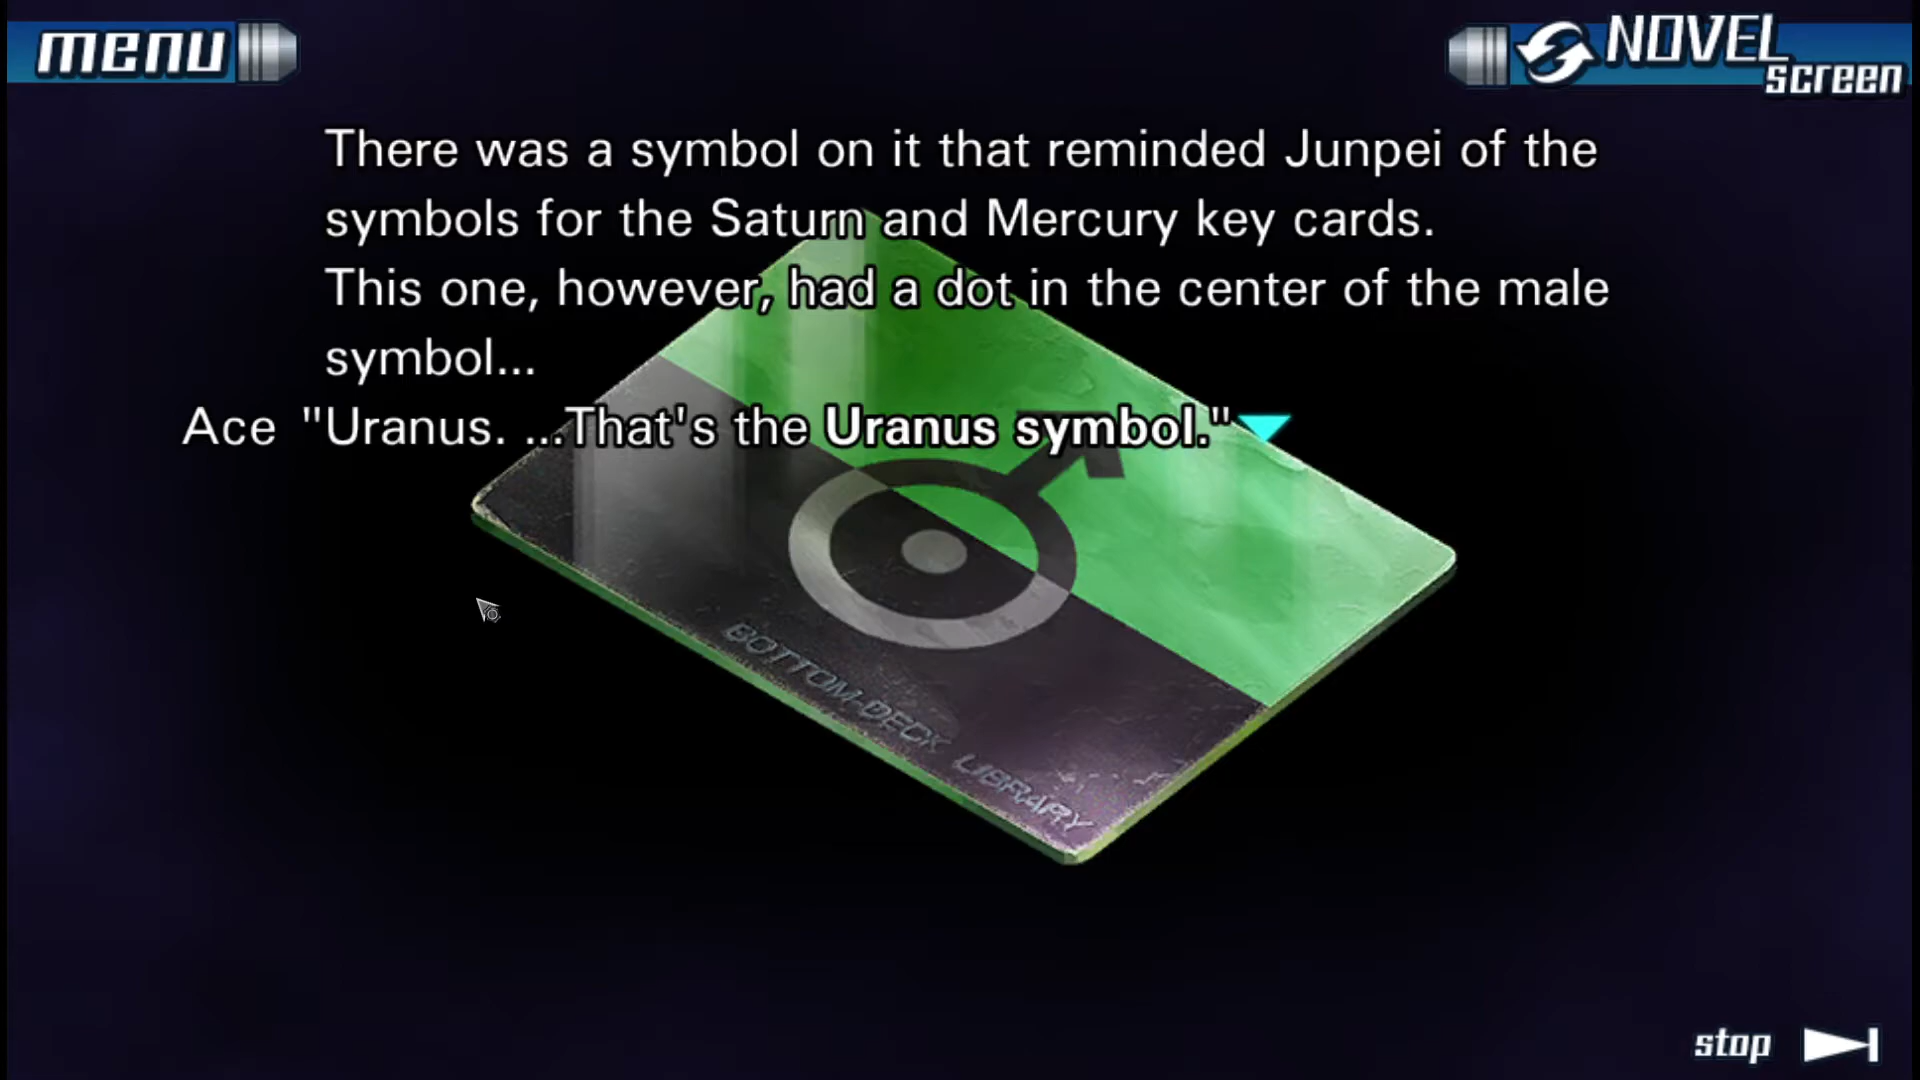 menu
NOVEL
screen
There was a symbol on it that reminded Junpei of the
symbols for the Saturn and Mercury key cards.
This one, however, had a dot in the center of the male
symbol...
Ace "Uranus. ...That's the Uranus symbol."
BOTTOM-DECK LIBRARY
stop